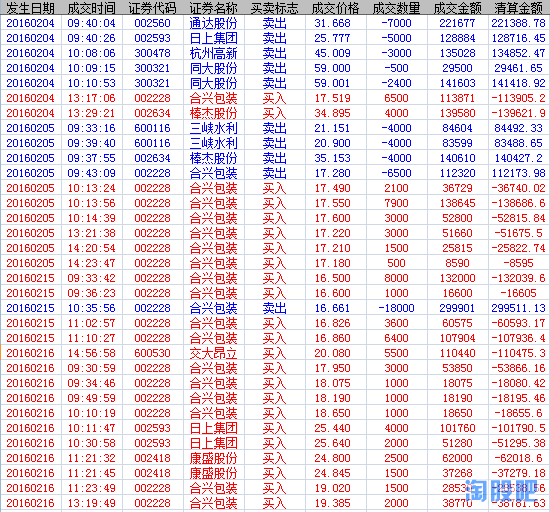 发生日期 成交时间 证券代码 证券名称 买卖标志 成交价格 成交数量 成交金额 清算金额
20160204 09:40:04 002560 通达股份 卖出 31.668 -7000 221677 221388.78
20160204 09:40:26 002593 日上集团 卖出 25.777 -5000 128884 128716.45
20160204 10:08:06 300478 杭州高新 卖出 45.009 -3000 135028 134852.47
20160204 10:09:15 300321 同大股份 卖出 59.000 -500 29500 29461.65
20160204 10:10:53 300321 同大股份 卖出 59.001 -2400 141603 141418.92
20160204 13:17:06 002228 合兴包装 买入 17.519 6500 113871 -113905.2
20160204 13:29:21 002634 棒杰股份 买入 34.895 4000 139580 -139621.9
20160205 09:33:16 600116 三峡水利 卖出 21.151 -4000 84604 84492.33
20160205 09:39:40 600116 三峡水利 卖出 20.900 -4000 83599 83488.65
20160205 09:37:55 002634 棒杰股份 卖出 35.153 -4000 140610 140427.2
20160205 09:43:09 002228 合兴包装 卖出 17.280 -6500 112320 112173.98
20160205 10:13:24 002228 合兴包装 买入 17.490 2100 36729 -36740.02
20160205 10:13:56 002228 合兴包装 买入 17.550 7900 138645 -138686.6
20160205 10:14:39 002228 合兴包装 买入 17.600 3000 52800 -52815.84
20160205 13:21:38 002228 合兴包装 买入 17.220 3000 51660 -51675.5
20160205 14:20:54 002228 合兴包装 买入 17.210 1500 25815 -25822.74
20160205 14:23:47 002228 合兴包装 买入 17.180 500 8590 -8595
20160215 09:33:42 002228 合兴包装 买入 16.500 8000 132000 -132039.6
20160215 09:36:23 002228 合兴包装 买入 16.600 1000 16600 -16605
20160215 10:35:56 002228 合兴包装 卖出 16.661 -18000 299901 299511.13
20160215 11:02:57 002228 合兴包装 买入 16.826 3600 60575 -60593.17
20160215 11:10:27 002228 合兴包装 买入 16.860 6400 107904 -107936.4
20160216 14:56:58 600530 交大昂立 买入 20.080 5500 110440 -110475.3
20160216 09:30:59 002228 合兴包装 买入 17.950 3000 53850 -53866.16
20160216 09:34:46 002228 合兴包装 买入 18.075 1000 18075 -18080.42
20160216 09:49:59 002228 合兴包装 买入 18.190 1000 18190 -18195.46
20160216 10:10:19 002228 合兴包装 买入 18.650 1000 18650 -18655.6
20160216 10:11:47 002593 日上集团 买入 25.440 4000 101760 -101790.5
20160216 10:30:58 002593 日上集团 买入 25.640 2000 51280 -51295.38
20160216 11:21:32 002418 康盛股份 买入 24.800 2500 62000 -62018.6
20160216 11:21:45 002418 康盛股份 买入 24.845 1500 37268 -37279.18
20160216 11:23:49 002228 合兴包装 买入 19.020 1500 28530 -28538.56
20160216 13:19:49 002228 合兴包装 买入 19.385 2000 38770 -38781.63
淘股吧